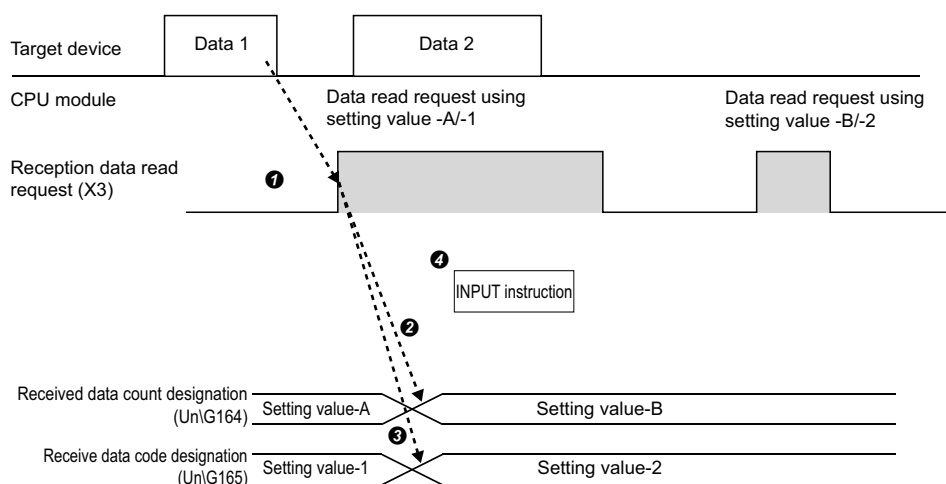 Target device
Data 1
Data 2
CPU module
Data read request using
setting value -A/-1
Data read request using
setting value -B/-2
Reception data read
request (X3)
❶
❹
INPUT instruction
❷
Received data count designation
(Un\G164)
Setting value-A
Setting value-B
❸
Receive data code designation
(Un\G165)
Setting value-1
Setting value-2